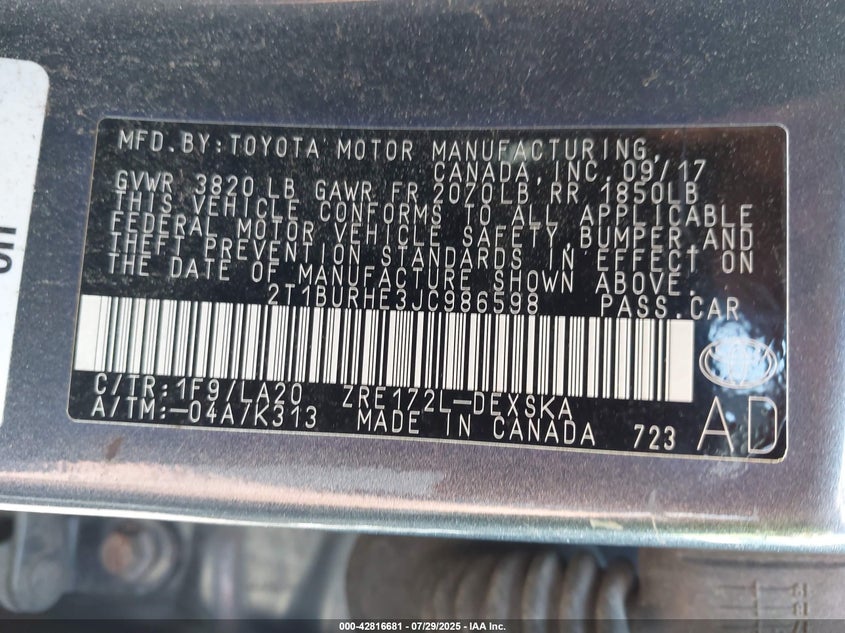 MFD.BY:TOYOTA MOTOR MANUFACTURING,
CANADA,INC.09/17
GVWR 3820 LB GAWR FR 2070LB RR 1850LB
THIS VEHICLE CONFORMS TO ALL APPLICABLE
FEDERAL MOTOR VEHICLE SAFETY,BUMPER,AND
THEFT PREVENTION STANDARDS IN EFFECT ON
THE DATE OF MANUFACTURE SHOWN ABOVE.
2T1BURHE3JC986598 PASS.CAR
C/TR:1F9/LA20 ZRE172L-DEXSKA
A/TM:-04A/K313 MADE IN CANADA 723 AD
000-42816681 / 07/29/2025 - IAA Inc.